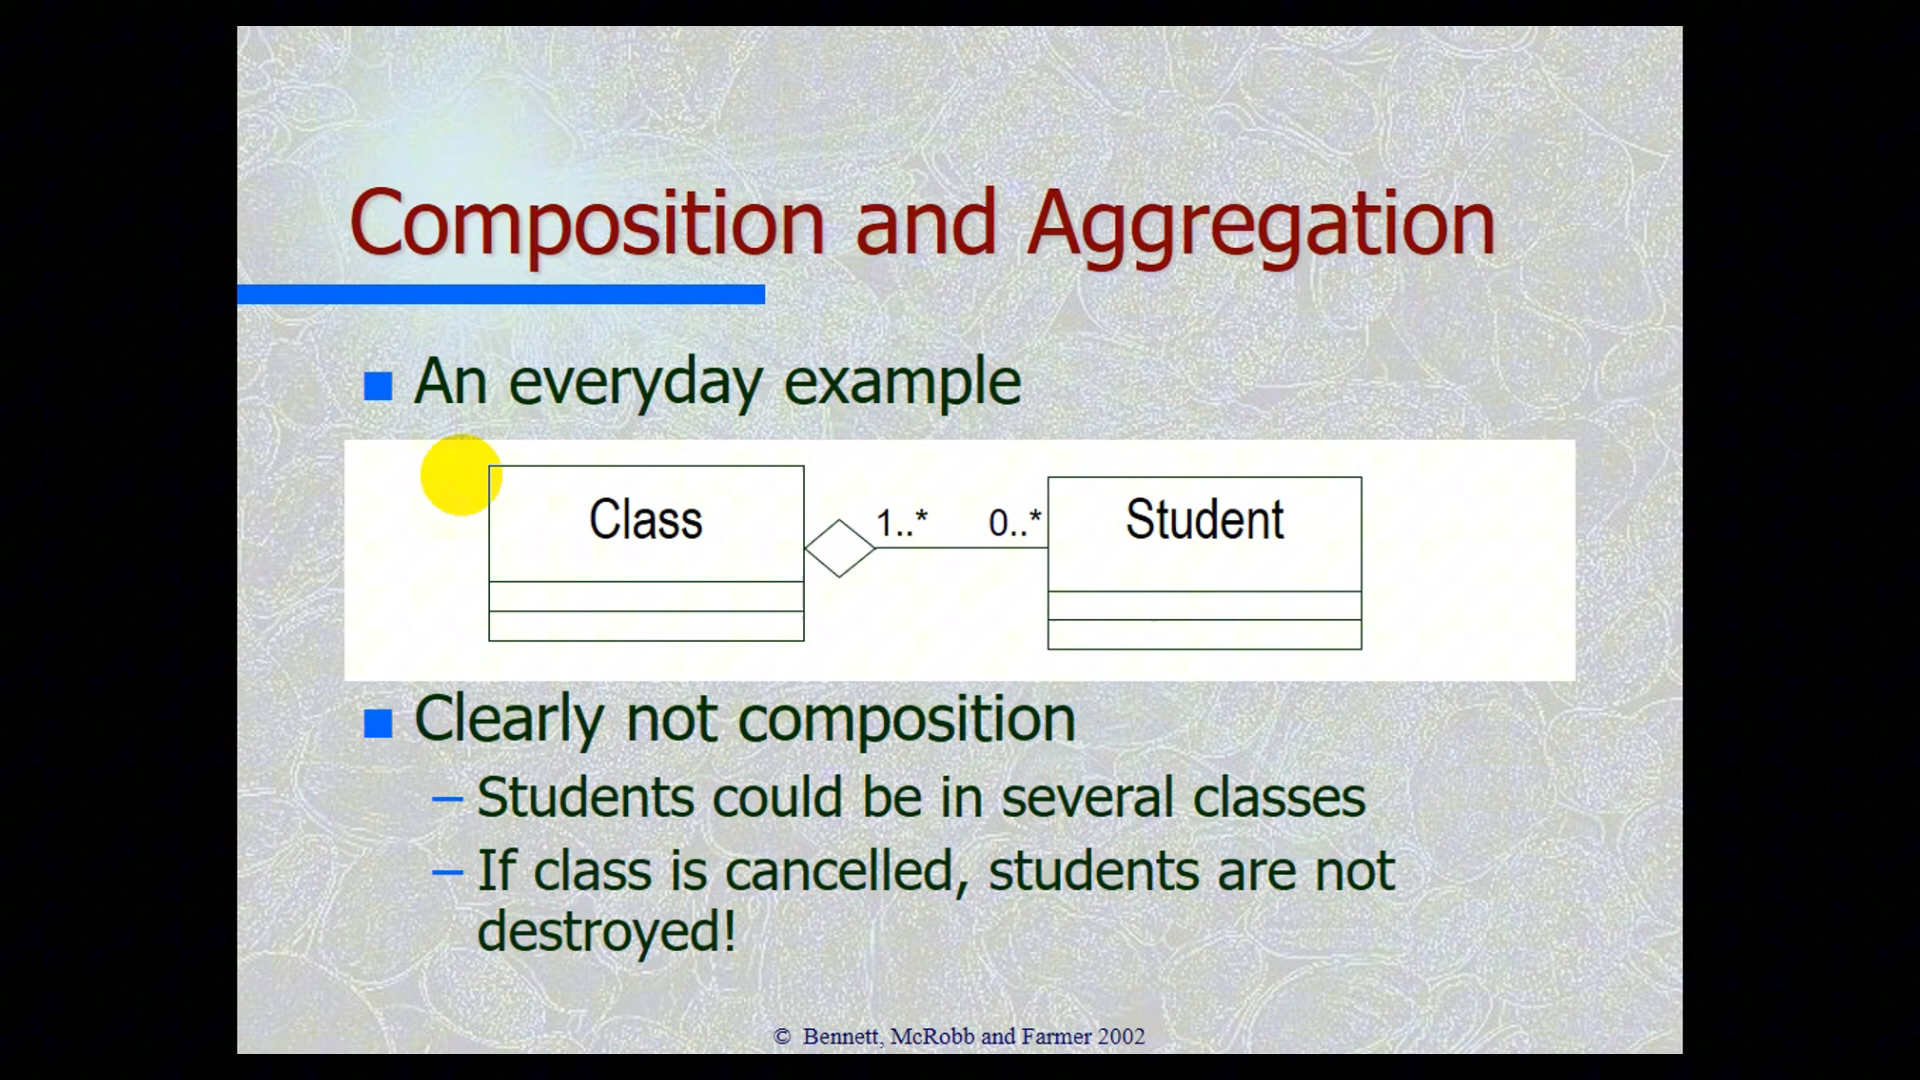 Composition and Aggregation
An everyday example
Class
1..*
0..*
Student
Clearly not composition
– Students could be in several classes
– If class is cancelled, students are not
destroyed!
© Bennett, McRobb and Farmer 2002